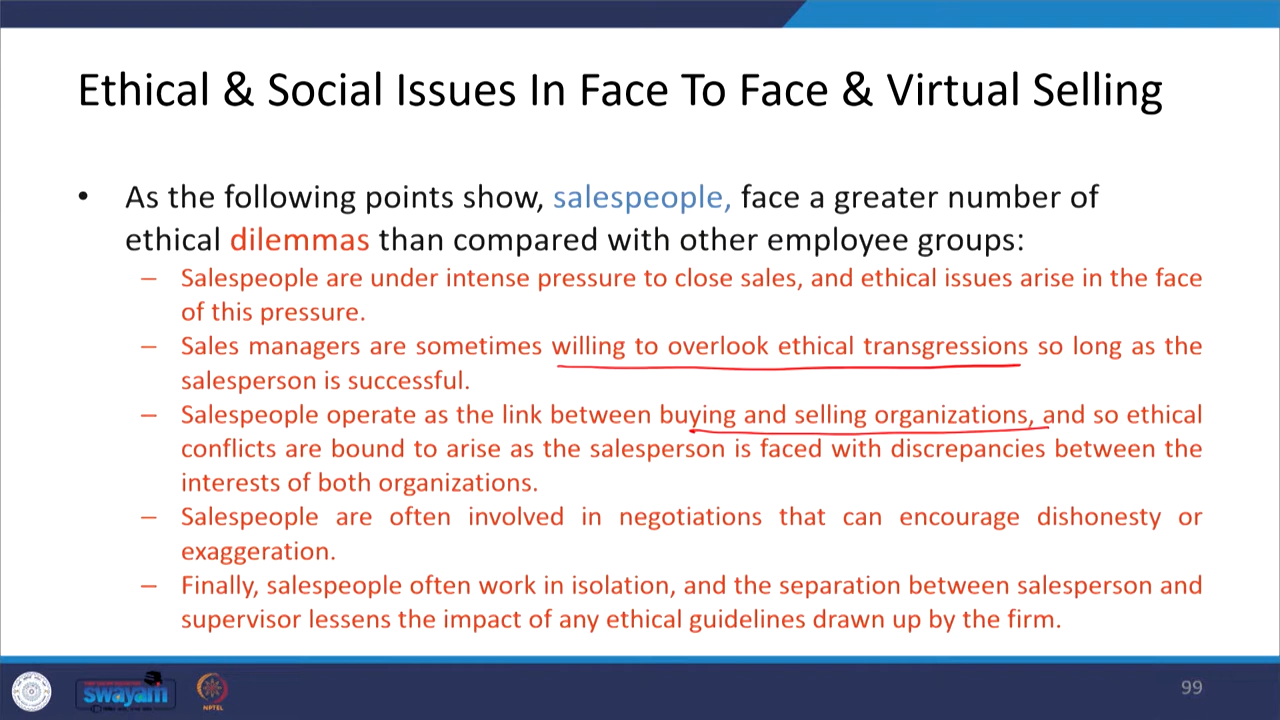 Ethical & Social Issues In Face To Face & Virtual Selling
• As the following points show, salespeople, face a greater number of
ethical dilemmas than compared with other employee groups:
– Salespeople are under intense pressure to close sales, and ethical issues arise in the face
of this pressure.
– Sales managers are sometimes willing to overlook ethical transgressions so long as the
salesperson is successful.
– Salespeople operate as the link between buying and selling organizations, and so ethical
conflicts are bound to arise as the salesperson is faced with discrepancies between the
interests of both organizations.
– Salespeople are often involved in negotiations that can encourage dishonesty or
exaggeration.
– Finally, salespeople often work in isolation, and the separation between salesperson and
supervisor lessens the impact of any ethical guidelines drawn up by the firm.
swayam
NPTEL
99